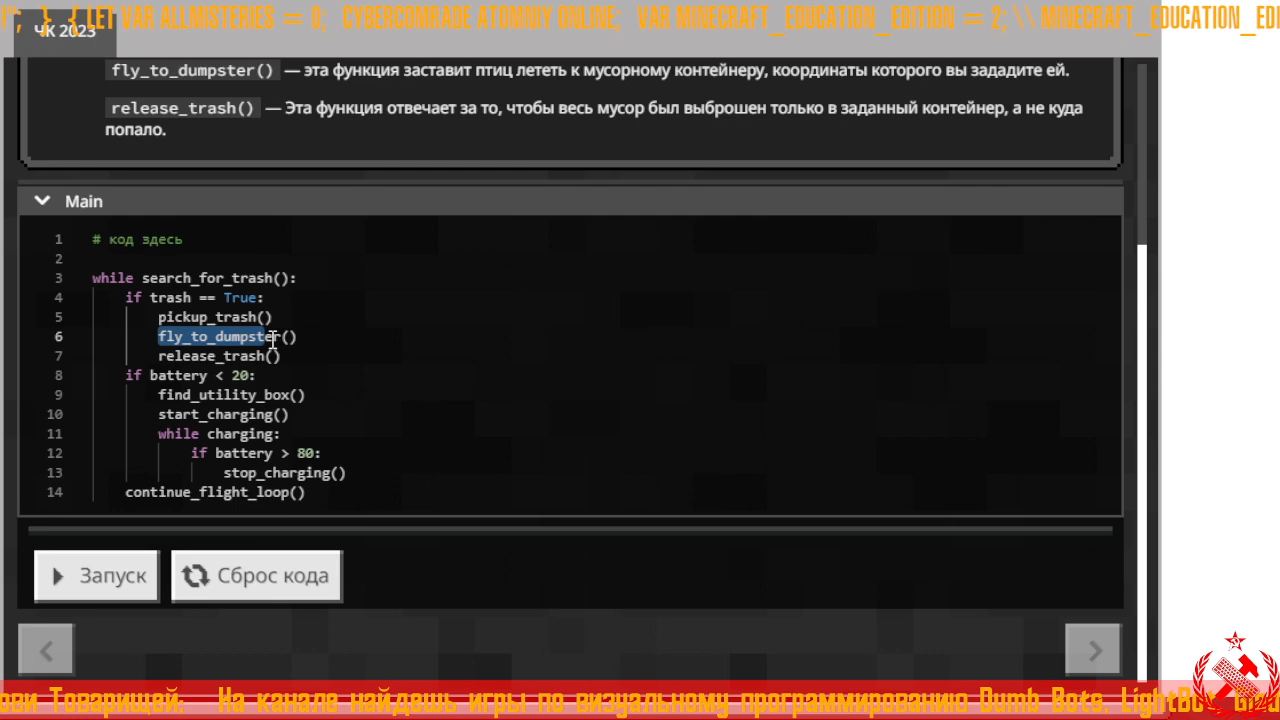 "; } { LET VAR ALLMISTERIES == 0; CYBERCOMRADE ATOMNIY ONLINE; VAR MINECRAFT_EDUCATION_EDITION == 2; \\ MINECRAFT_EDUCATION_EDI
ЧК 2023
fly_to_dumpster() — эта функция заставит птиц лететь к мусорному контейнеру, координаты которого вы зададите ей.
release_trash() — Эта функция отвечает за то, чтобы весь мусор был выброшен только в заданный контейнер, а не куда
попало.
Main
1 # код здесь
2
3 while search_for_trash():
4 if trash == True:
5 pickup_trash()
6 fly_to_dumpster()
7 release_trash()
8 if battery < 20:
9 find_utility_box()
10 start_charging()
11 while charging:
12 if battery > 80:
13 stop_charging()
14 continue_flight_loop()
Запуск
Сброс кода
ови Товарищей; На канале найдешь игры по визуальному программированию Dumb Bots, LightBot,